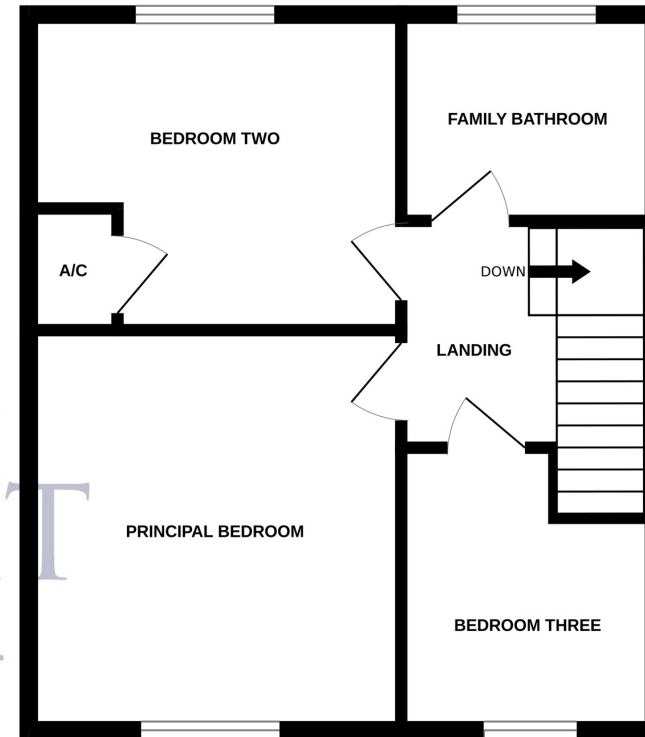 BEDROOM TWO
FAMILY BATHROOM
A/C
DOWN
LANDING
PRINCIPAL BEDROOM
BEDROOM THREE